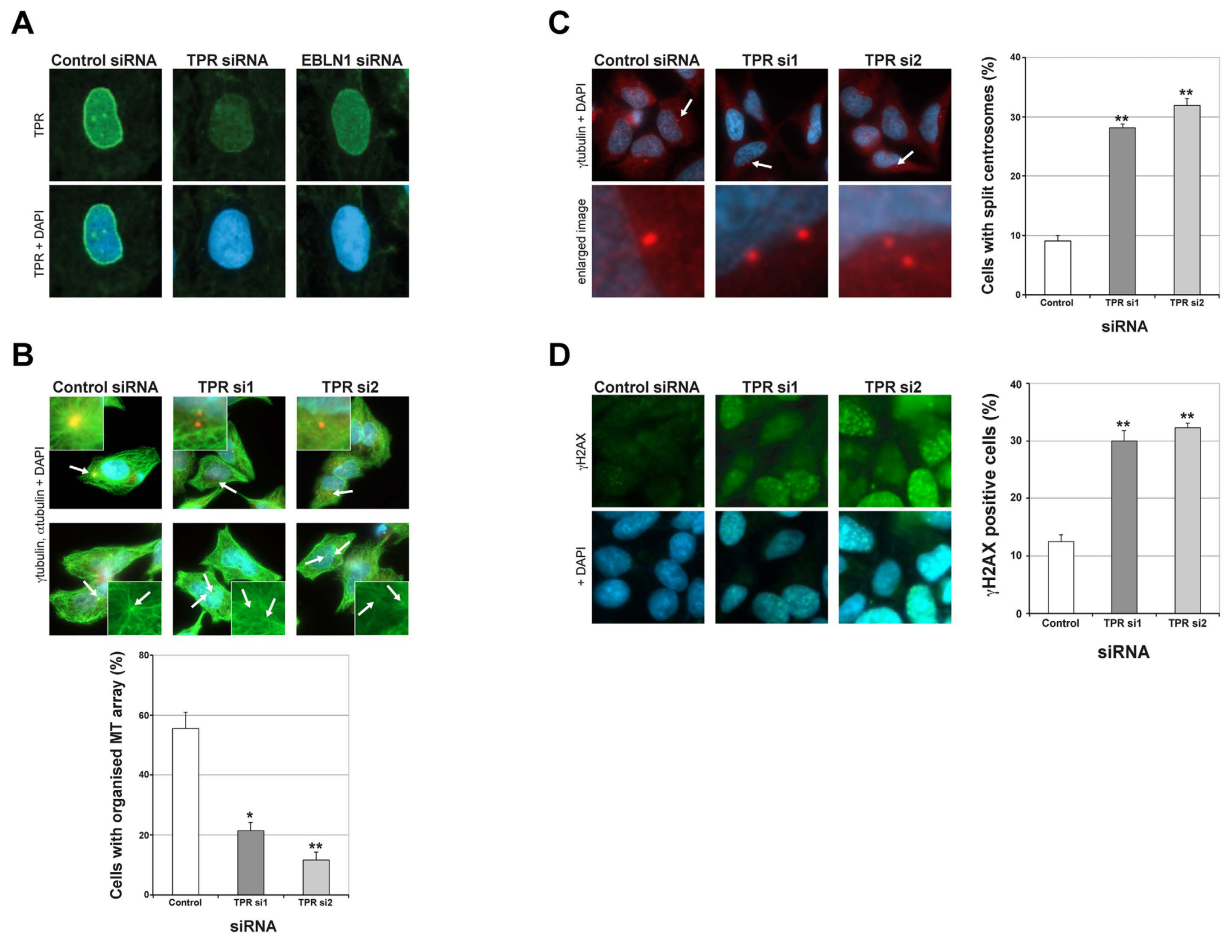 A
Control siRNA TPR siRNA EBLN1 siRNA
TPR
TPR + DAPI
B
Control siRNA TPR si1 TPR si2
γtubulin, αtubulin + DAPI
Cells with organised MT array (%)
80
60
40
20
0
*
**
Control TPR si1 TPR si2
siRNA
C
Control siRNA TPR si1 TPR si2
γtubulin + DAPI
enlarged image
Cells with split centrosomes (%)
40
30
20
10
0
**
**
Control TPR si1 TPR si2
siRNA
D
Control siRNA TPR si1 TPR si2
γH2AX
+ DAPI
γH2AX positive cells (%)
40
30
20
10
0
**
**
Control TPR si1 TPR si2
siRNA